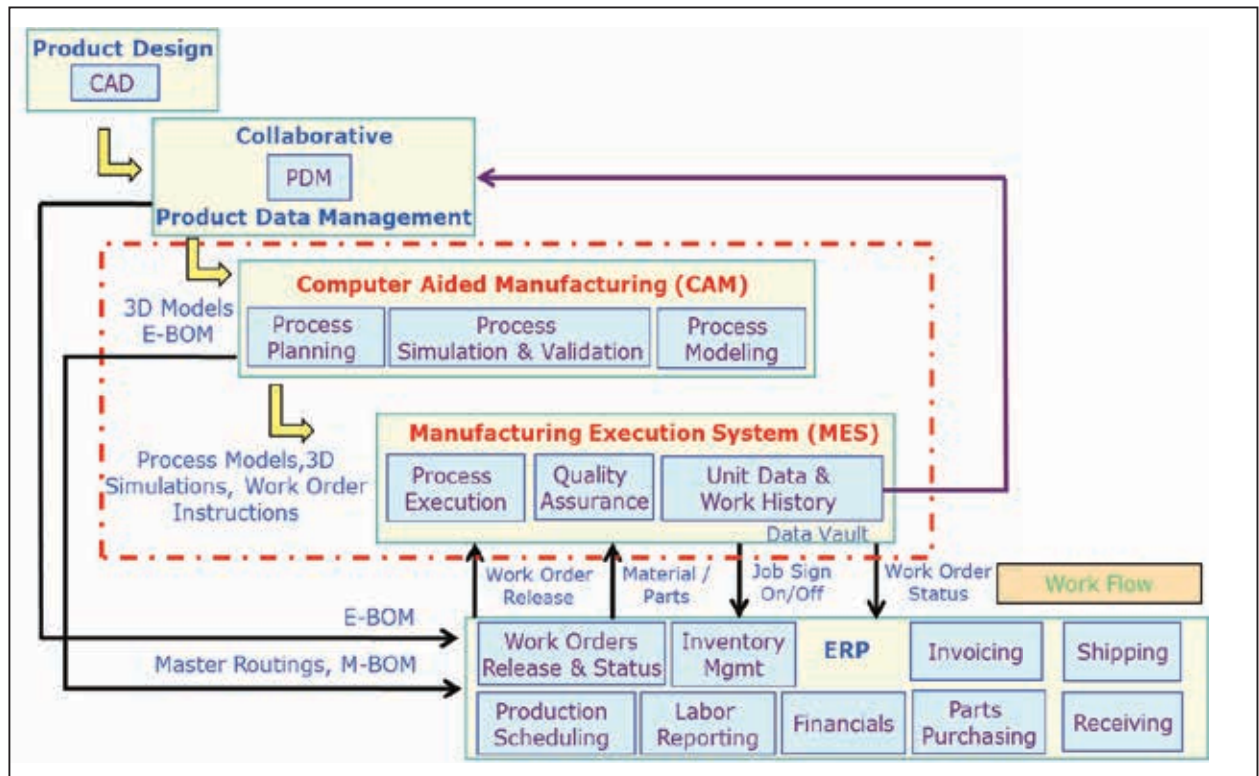 Product Design
CAD
Collaborative
PDM
Product Data Management
Computer Aided Manufacturing (CAM)
3D Models
E-BOM
Process
Planning
Process
Simulation & Validation
Process
Modeling
Manufacturing Execution System (MES)
Process Models,3D
Simulations, Work Order
Instructions
Process
Execution
Quality
Assurance
Unit Data &
Work History
Data Vault
Work Order
Release
Material /
Parts
Job Sign
On/Off
Work Order
Status
Work Flow
E-BOM
Master Routings, M-BOM
Work Orders
Release & Status
Inventory
Mgmt
ERP
Invoicing
Shipping
Production
Scheduling
Labor
Reporting
Financials
Parts
Purchasing
Receiving